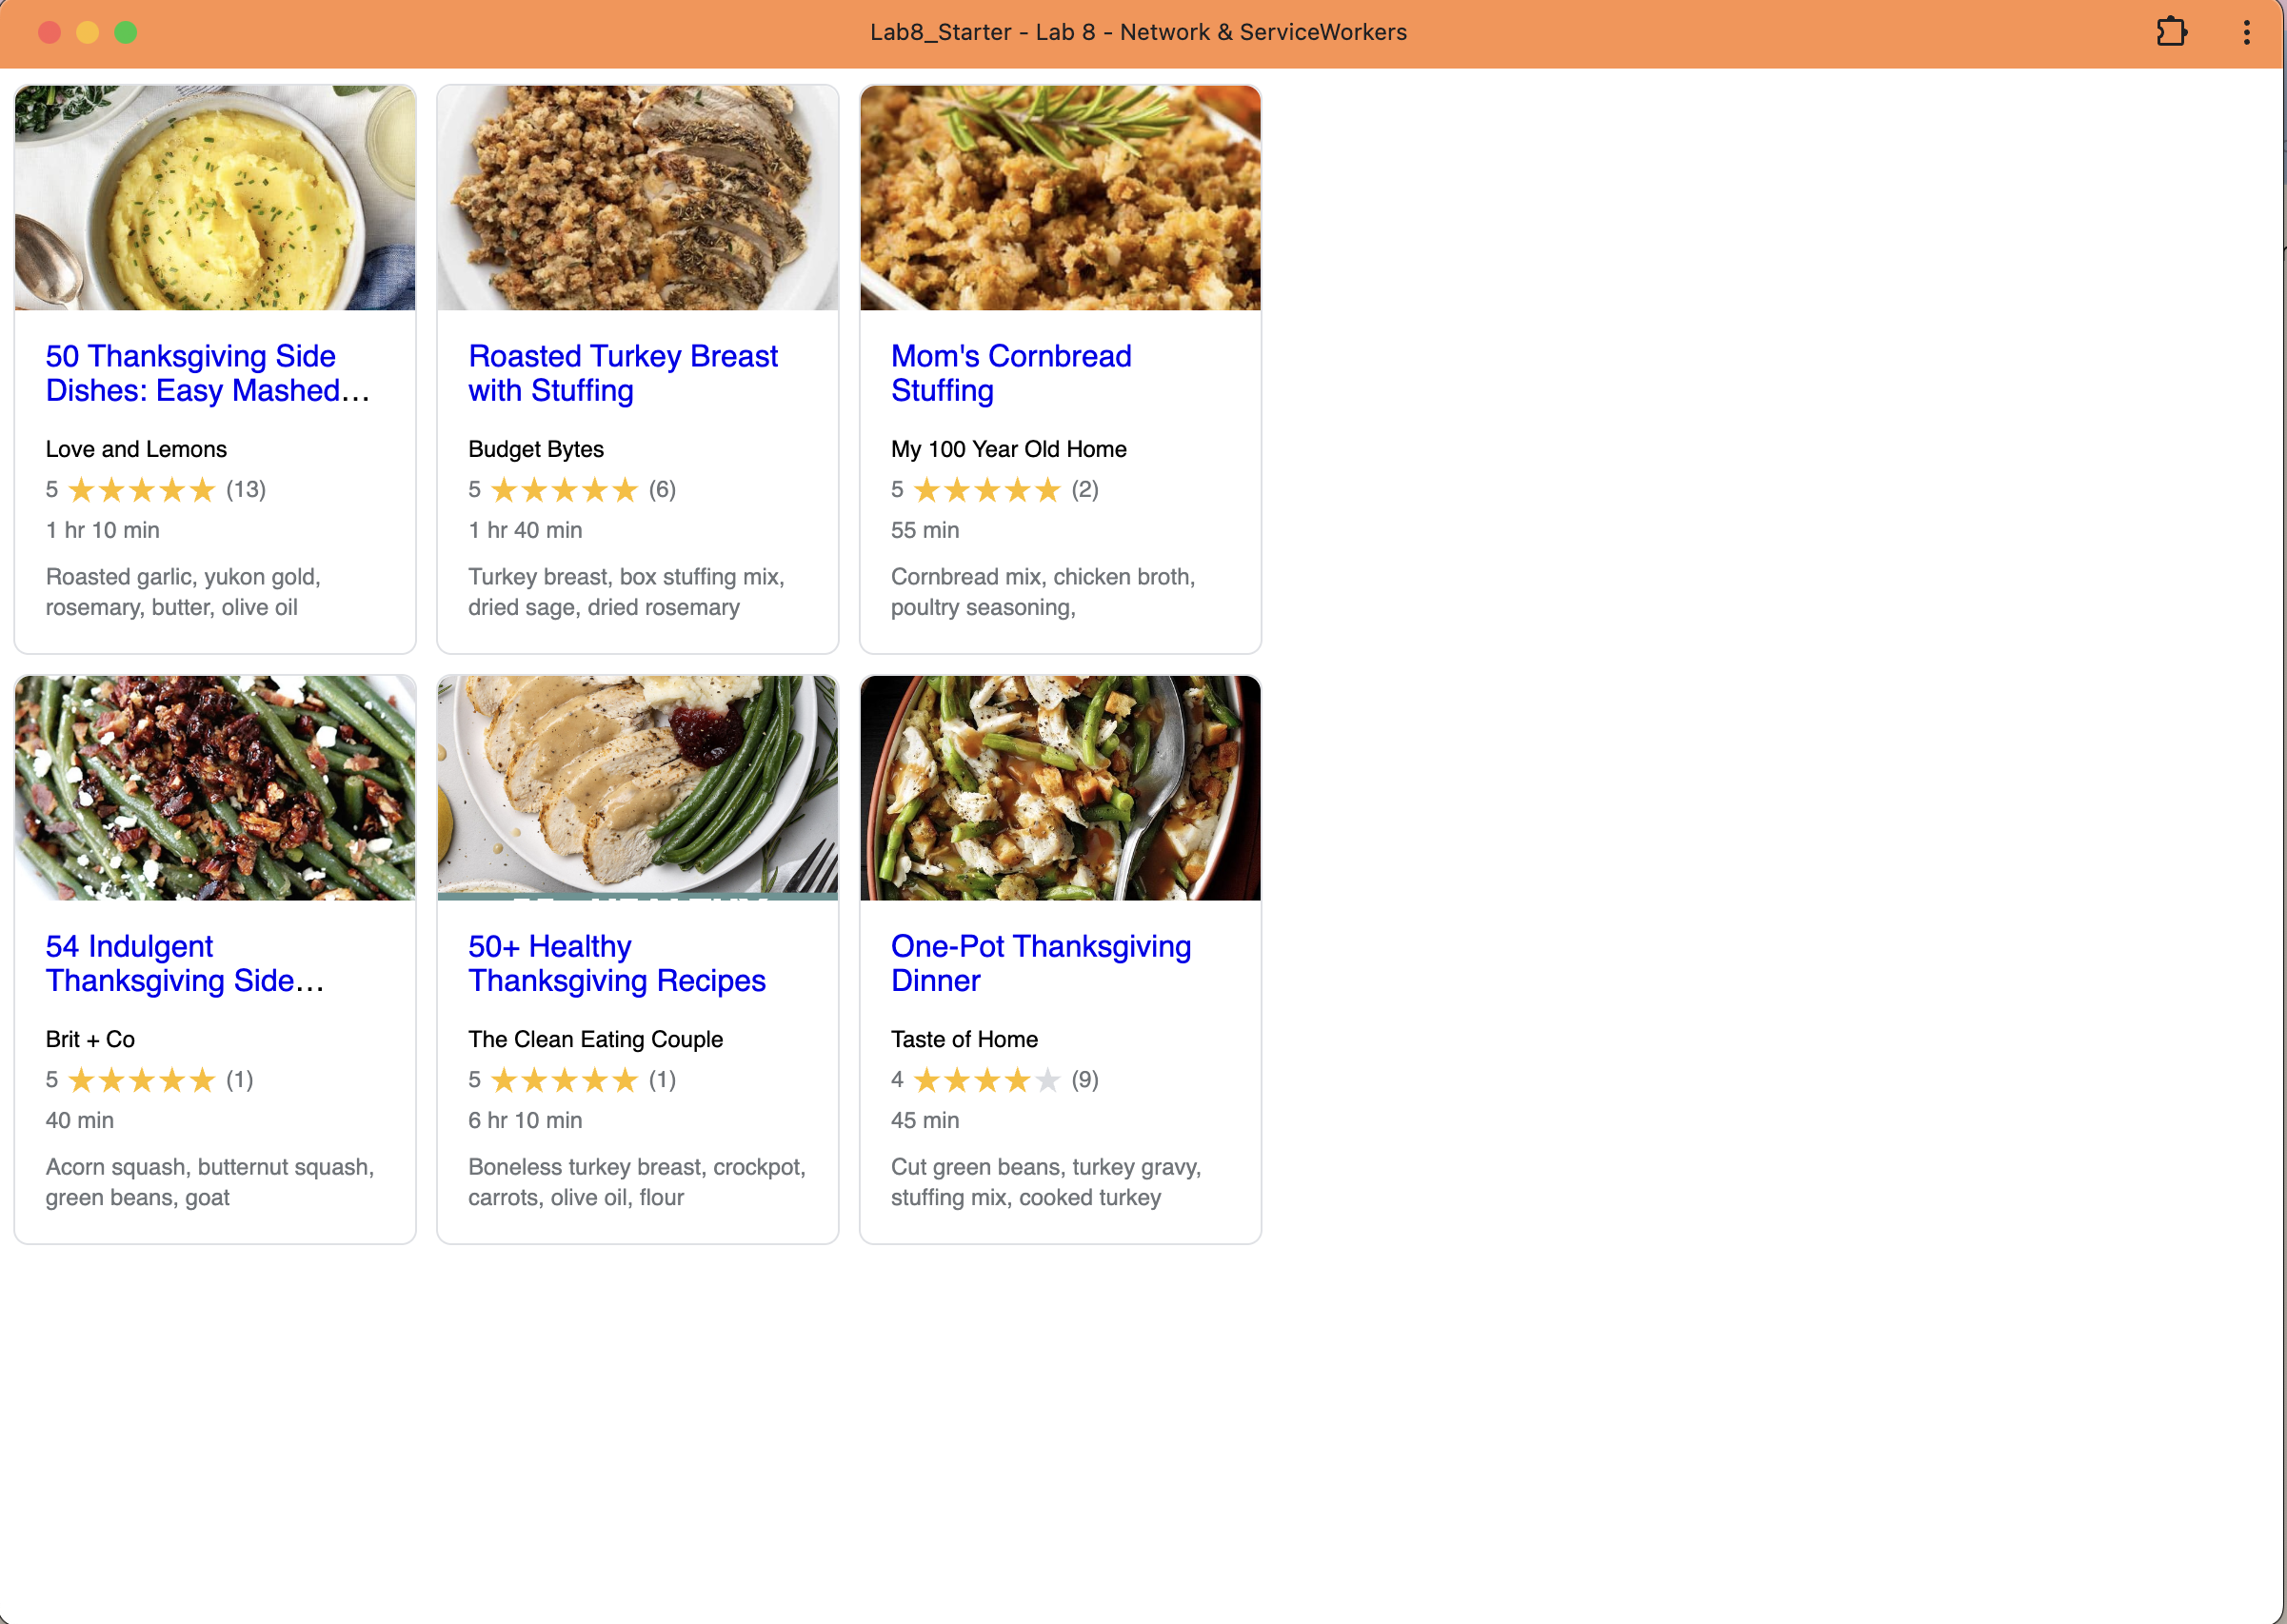 Lab8_Starter - Lab 8 - Network & ServiceWorkers
50 Thanksgiving Side
Dishes: Easy Mashed...
Love and Lemons
5 ★★★★★ (13)
1 hr 10 min
Roasted garlic, yukon gold,
rosemary, butter, olive oil
Roasted Turkey Breast
with Stuffing
Budget Bytes
5 ★★★★★ (6)
1 hr 40 min
Turkey breast, box stuffing mix,
dried sage, dried rosemary
Mom's Cornbread
Stuffing
My 100 Year Old Home
5 ★★★★★ (2)
55 min
Cornbread mix, chicken broth,
poultry seasoning,
54 Indulgent
Thanksgiving Side...
Brit + Co
5 ★★★★★ (1)
40 min
Acorn squash, butternut squash,
green beans, goat
50+ Healthy
Thanksgiving Recipes
The Clean Eating Couple
5 ★★★★★ (1)
6 hr 10 min
Boneless turkey breast, crockpot,
carrots, olive oil, flour
One-Pot Thanksgiving
Dinner
Taste of Home
4 ★★★★★ (9)
45 min
Cut green beans, turkey gravy,
stuffing mix, cooked turkey